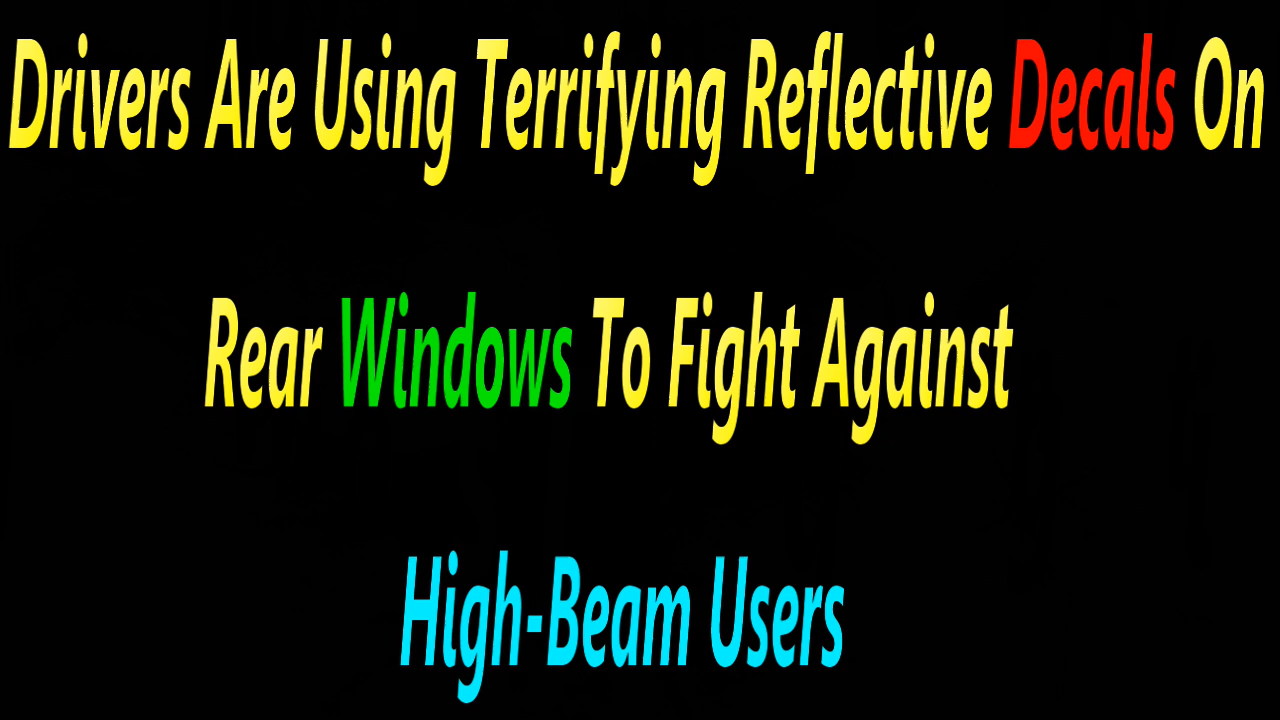 Drivers Are Using Terrifying Reflective Decals On
Rear Windows To Fight Against
High-Beam Users